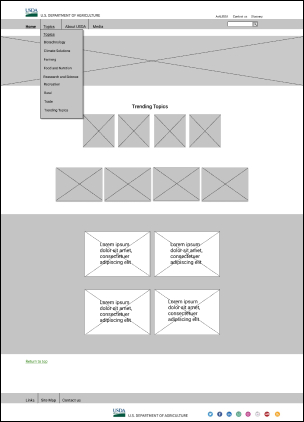 USDA
U.S. DEPARTMENT OF AGRICULTURE
AskUSDA Contact us Glossary
Home Topics About USDA Media
Topics
Biotechnology
Climate Solutions
Farming
Food and Nutrition
Research and Science
Recreation
Rural
Trade
Trending Topics
Trending Topics
Lorem ipsum
dolor sit amet,
consectetuer
adipiscing elit
Lorem ipsum
dolor sit amet,
consectetuer
adipiscing elit
Lorem ipsum
dolor sit amet,
consectetuer
adipiscing elit
Lorem ipsum
dolor sit amet,
consectetuer
adipiscing elit
Return to top
Links Site Map Contact us
USDA
U.S. DEPARTMENT OF AGRICULTURE